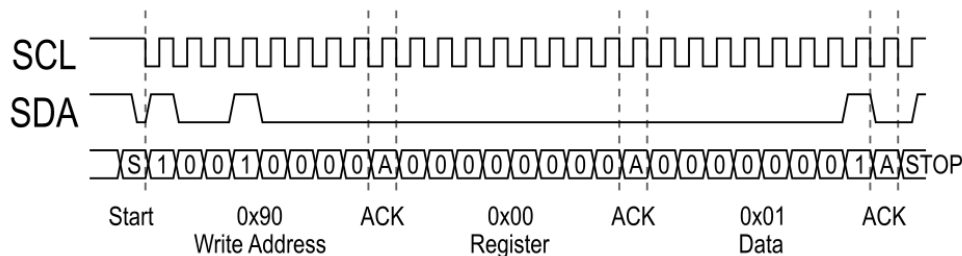 SCL
SDA
S 1 0 0 1 0 0 0 0 A 0 0 0 0 0 0 0 0 A 0 0 0 0 0 0 0 1 A STOP
Start 0x90 ACK 0x00 ACK 0x01 ACK
Write Address Register Data